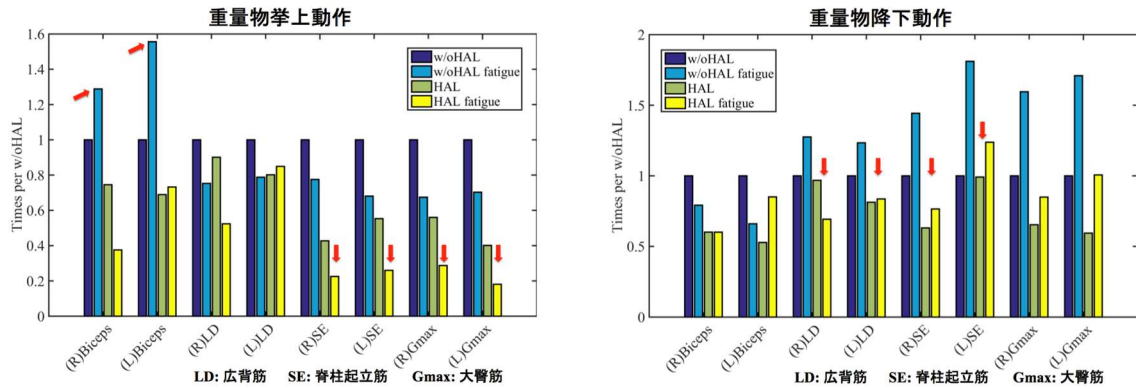 重量物挙上動作
1.6
1.4
1.2
1
0.8
0.6
0.4
0.2
0
Times per w/oHAL
w/oHAL
w/oHAL fatigue
HAL
HAL fatigue
(R)Biceps
(L)Biceps
(R)LD
(L)LD
(R)SE
(L)SE
(R)Gmax
(L)Gmax
LD: 広背筋 SE: 脊柱起立筋 Gmax: 大臀筋
重量物降下動作
2
1.5
1
0.5
0
Times per w/oHAL
w/oHAL
w/oHAL fatigue
HAL
HAL fatigue
(R)Biceps
(L)Biceps
(R)LD
(L)LD
(R)SE
(L)SE
(R)Gmax
(L)Gmax
LD: 広背筋 SE: 脊柱起立筋 Gmax: 大臀筋